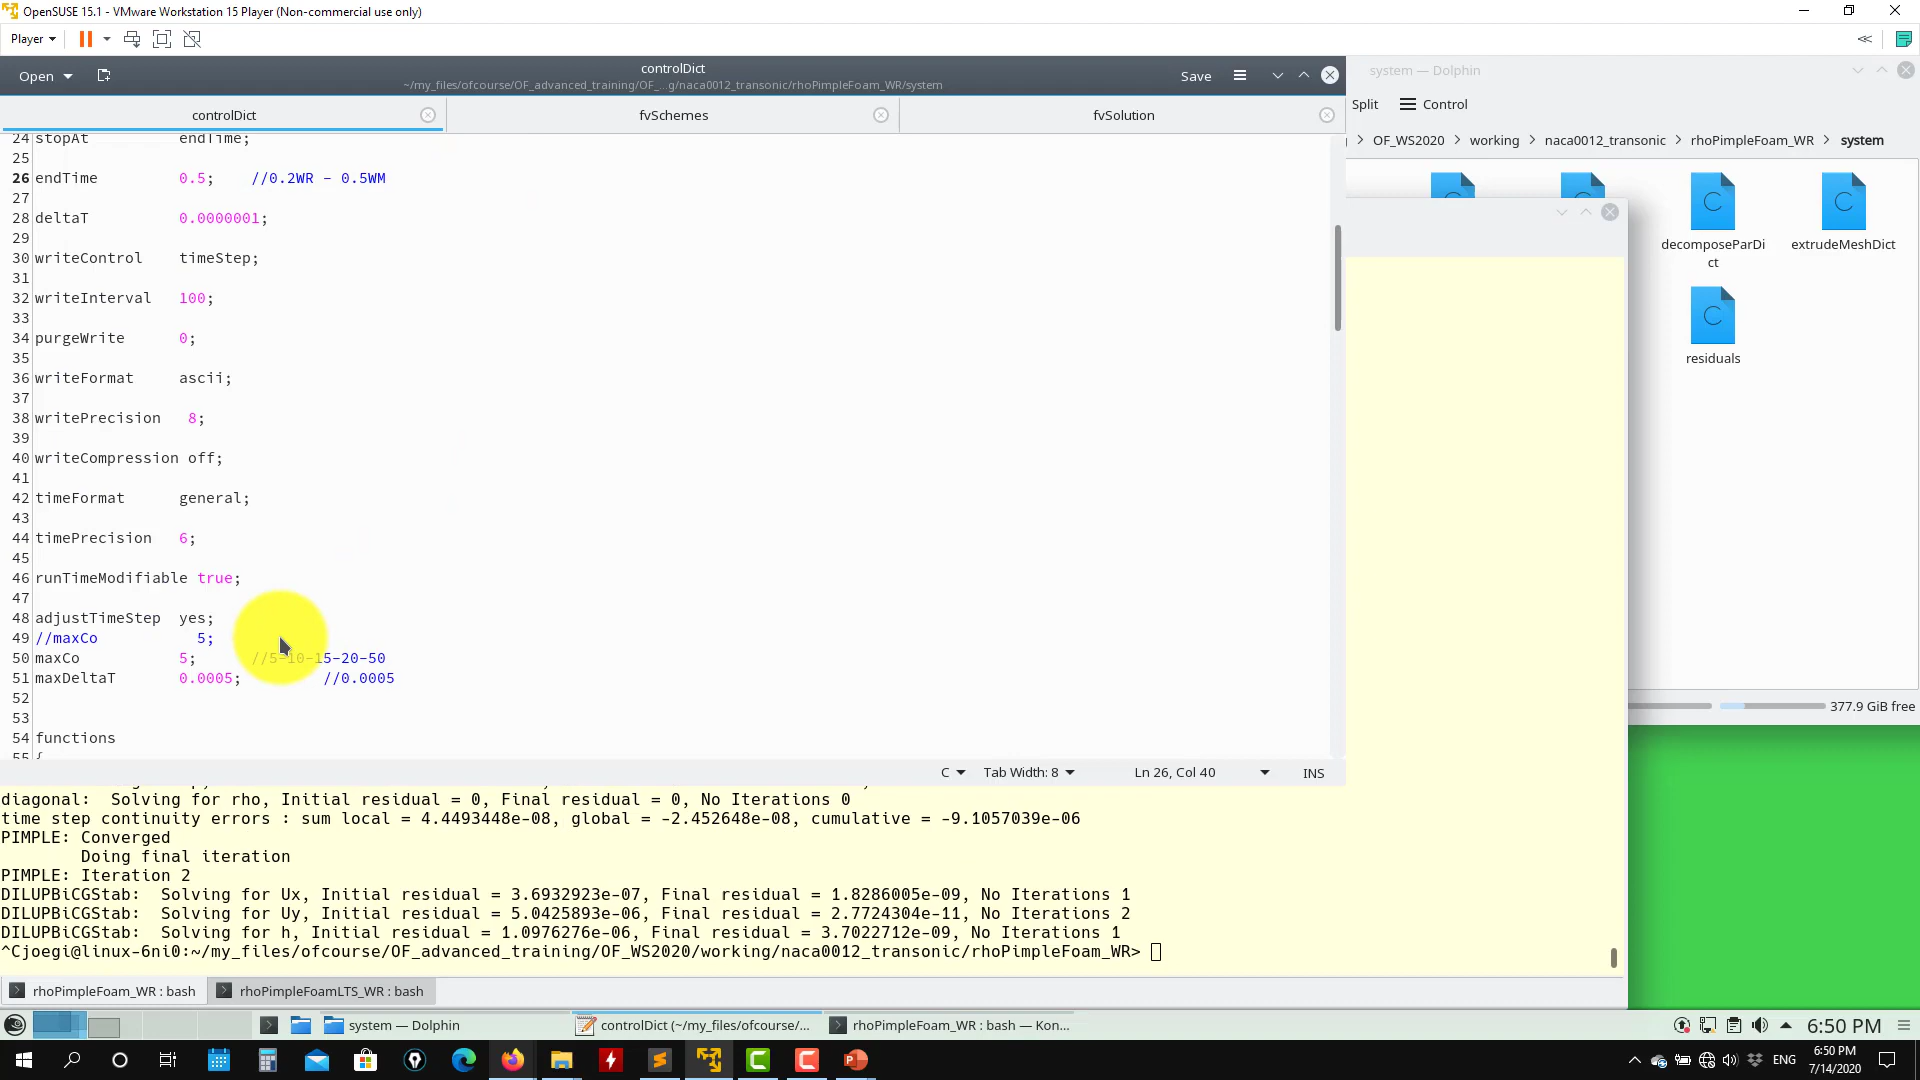 OpenSUSE 15.1 - VMware Workstation 15 Player (Non-commercial use only)
Player
Open
controlDict
~/my_files/ofcourse/OF_advanced_training/OF_...g/naca0012_transonic/rhoPimpleFoam_WR/system
Save
controlDict
fvSchemes
fvSolution
24 stopAt endTime;
25
26 endTime 0.5; //0.2WR - 0.5WM
27
28 deltaT 0.0000001;
29
30 writeControl timeStep;
31
32 writeInterval 100;
33
34 purgeWrite 0;
35
36 writeFormat ascii;
37
38 writePrecision 8;
39
40 writeCompression off;
41
42 timeFormat general;
43
44 timePrecision 6;
45
46 runTimeModifiable true;
47
48 adjustTimeStep yes;
49 //maxCo 5;
50 maxCo 5; //5-10-15-20-50
51 maxDeltaT 0.0005; //0.0005
52
53
54 functions
55 {
C
Tab Width: 8
Ln 26, Col 40
INS
system — Dolphin
Split
Control
OF_WS2020 > working > naca0012_transonic > rhoPimpleFoam_WR > system
decomposeParDi
ct
extrudeMeshDict
residuals
377.9 GiB free
diagonal: Solving for rho, Initial residual = 0, Final residual = 0, No Iterations 0
time step continuity errors : sum local = 4.4493448e-08, global = -2.452648e-08, cumulative = -9.1057039e-06
PIMPLE: Converged
Doing final iteration
PIMPLE: Iteration 2
DILUPBiCGStab: Solving for Ux, Initial residual = 3.6932923e-07, Final residual = 1.8286005e-09, No Iterations 1
DILUPBiCGStab: Solving for Uy, Initial residual = 5.0425893e-06, Final residual = 2.7724304e-11, No Iterations 2
DILUPBiCGStab: Solving for h, Initial residual = 1.0976276e-06, Final residual = 3.7022712e-09, No Iterations 1
^Cjoegi@linux-6ni0:~/my_files/ofcourse/OF_advanced_training/OF_WS2020/working/naca0012_transonic/rhoPimpleFoam_WR>
rhoPimpleFoam_WR : bash
rhoPimpleFoamLTS_WR : bash
system — Dolphin
controlDict (~/my_files/ofcourse/...
rhoPimpleFoam_WR : bash — Kon...
6:50 PM
ENG
6:50 PM
7/14/2020